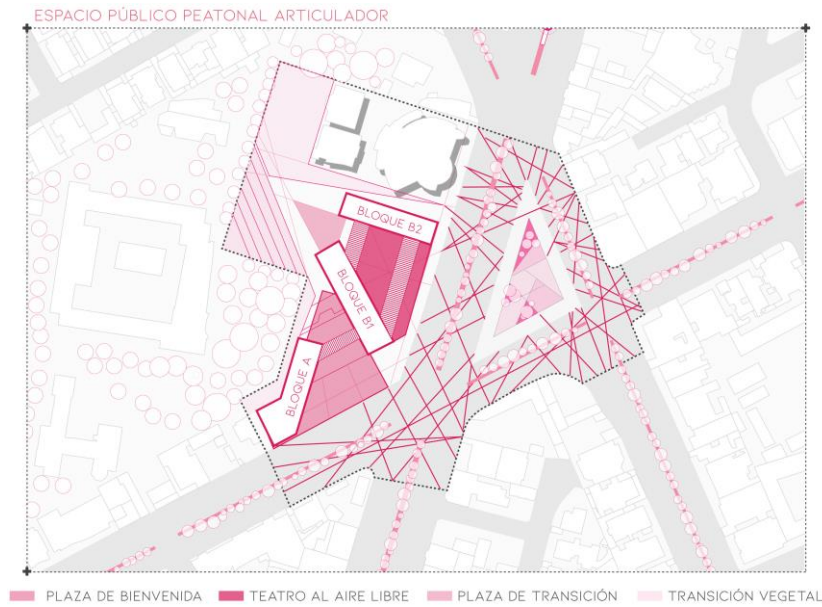 ESPACIO PÚBLICO PEATONAL ARTICULADOR
BLOQUE B2
BLOQUE B1
BLOQUE A
PLAZA DE BIENVENIDA
TEATRO AL AIRE LIBRE
PLAZA DE TRANSICIÓN
TRANSICIÓN VEGETAL